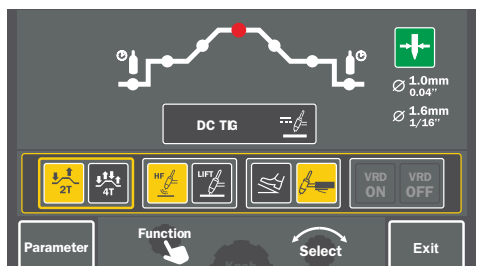 ⌀ 1.0mm
0.04"
⌀ 1.6mm
1/16"
DC TIG
2T
4T
HF
LIFT
VRD
ON
VRD
OFF
Parameter
Function
Select
Exit
Knob